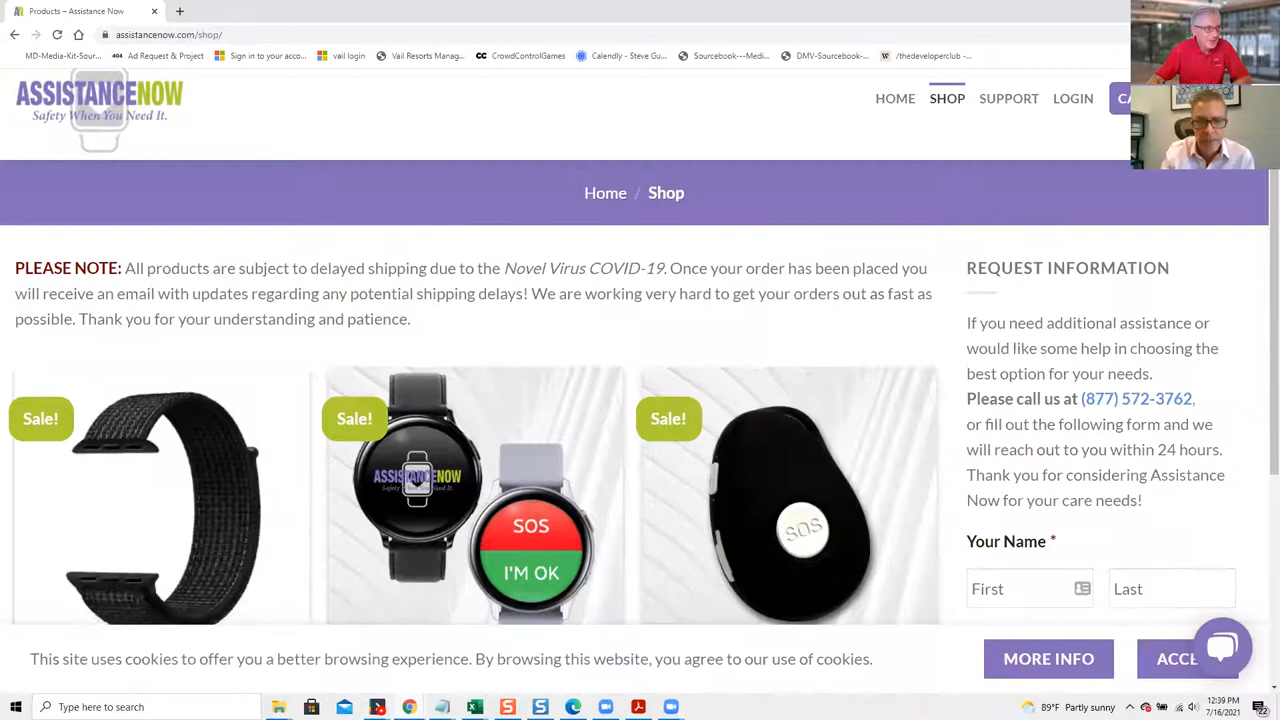 Products – Assistance Now
assistancenow.com/shop/
MD-Media-Kit-Sour...
404 Ad Request & Project
Sign in to your acco...
vail login
Vail Resorts Manag...
CC CrowdControlGames
Calendly - Steve Gu...
Sourcebook---Medi...
DMV-Sourcebook-...
/thedeveloperclub -...
ASSISTANCENOW
Safety When You Need It.
HOME SHOP SUPPORT LOGIN
Home / Shop
PLEASE NOTE: All products are subject to delayed shipping due to the Novel Virus COVID-19. Once your order has been placed you
will receive an email with updates regarding any potential shipping delays! We are working very hard to get your orders out as fast as
possible. Thank you for your understanding and patience.
Sale!
Sale!
ASSISTANCENOW
Safety When You Need It.
SOS
I'M OK
Sale!
SOS
REQUEST INFORMATION
If you need additional assistance or
would like some help in choosing the
best option for your needs.
Please call us at (877) 572-3762,
or fill out the following form and we
will reach out to you within 24 hours.
Thank you for considering Assistance
Now for your care needs!
Your Name *
First
Last
This site uses cookies to offer you a better browsing experience. By browsing this website, you agree to our use of cookies.
MORE INFO
ACCE
Type here to search
89°F Partly sunny
12:39 PM
7/16/2021
22